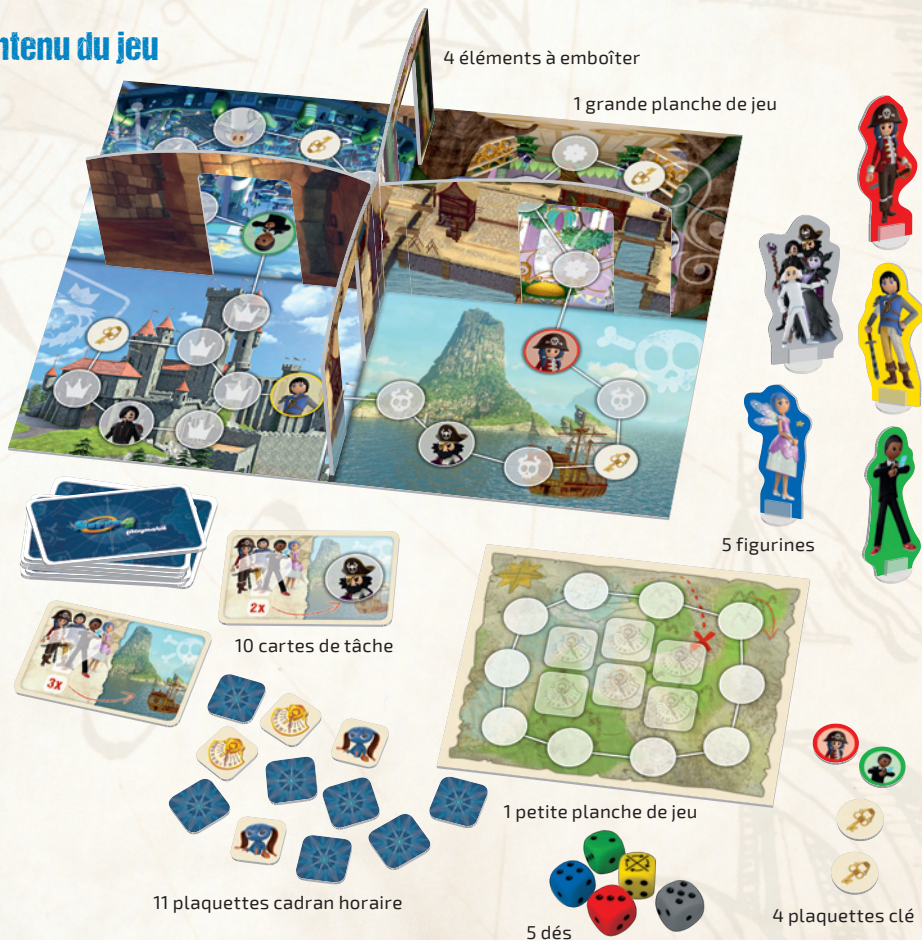 ntenu du jeu
4 éléments à emboîter
1 grande planche de jeu
5 figurines
playmobil
2x
10 cartes de tâche
3x
1 petite planche de jeu
11 plaquettes cadran horaire
5 dés
4 plaquettes clé